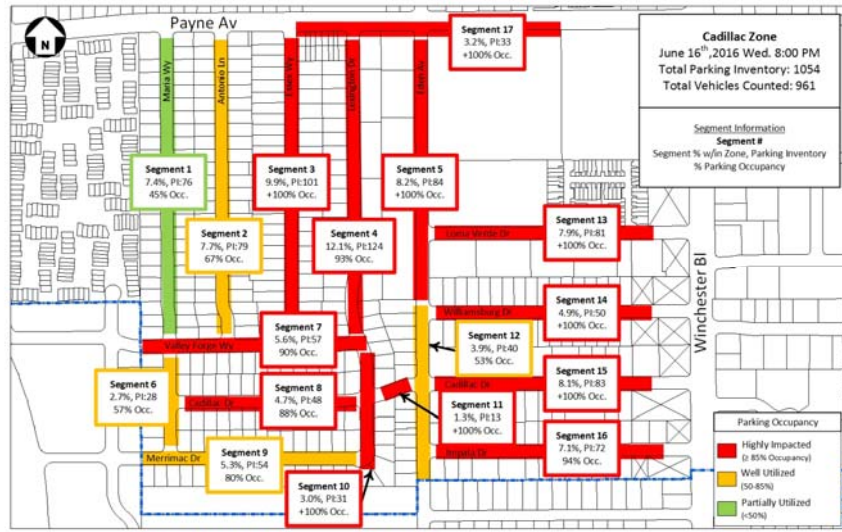 Payne Av
N
Segment 17
3.2%, PI:33
+100% Occ.
Cadillac Zone
June 16th,2016 Wed. 8:00 PM
Total Parking Inventory: 1054
Total Vehicles Counted: 961
Segment Information
Segment #
Segment % w/in Zone, Parking Inventory
% Parking Occupancy
Maria Wy
Antonio Ln
Essex Wy
Lexington Dr
Eden Av
Segment 1
7.4%, PI:76
45% Occ.
Segment 3
9.9%, PI:101
+100% Occ.
Segment 5
8.2%, PI:84
+100% Occ.
Segment 2
7.7%, PI:79
67% Occ.
Segment 4
12.1%, PI:124
93% Occ.
Segment 13
7.9%, PI:81
+100% Occ.
Loma Verde Dr
Winchester Bl
Segment 14
4.9%, PI:50
+100% Occ.
Williamsburg Dr
Segment 7
5.6%, PI:57
90% Occ.
Valley Forge Wy
Segment 12
3.9%, PI:40
53% Occ.
Segment 6
2.7%, PI:28
57% Occ.
Segment 8
4.7%, PI:48
88% Occ.
Cadillac Dr
Segment 15
8.1%, PI:83
+100% Occ.
Cadillac Dr
Segment 11
1.3%, PI:13
+100% Occ.
Segment 9
5.3%, PI:54
80% Occ.
Merrimac Dr
Segment 16
7.1%, PI:72
94% Occ.
Impala Dr
Segment 10
3.0%, PI:31
+100% Occ.
Parking Occupancy
Highly Impacted
(≥ 85% Occupancy)
Well Utilized
(50-85%)
Partially Utilized
(<50%)